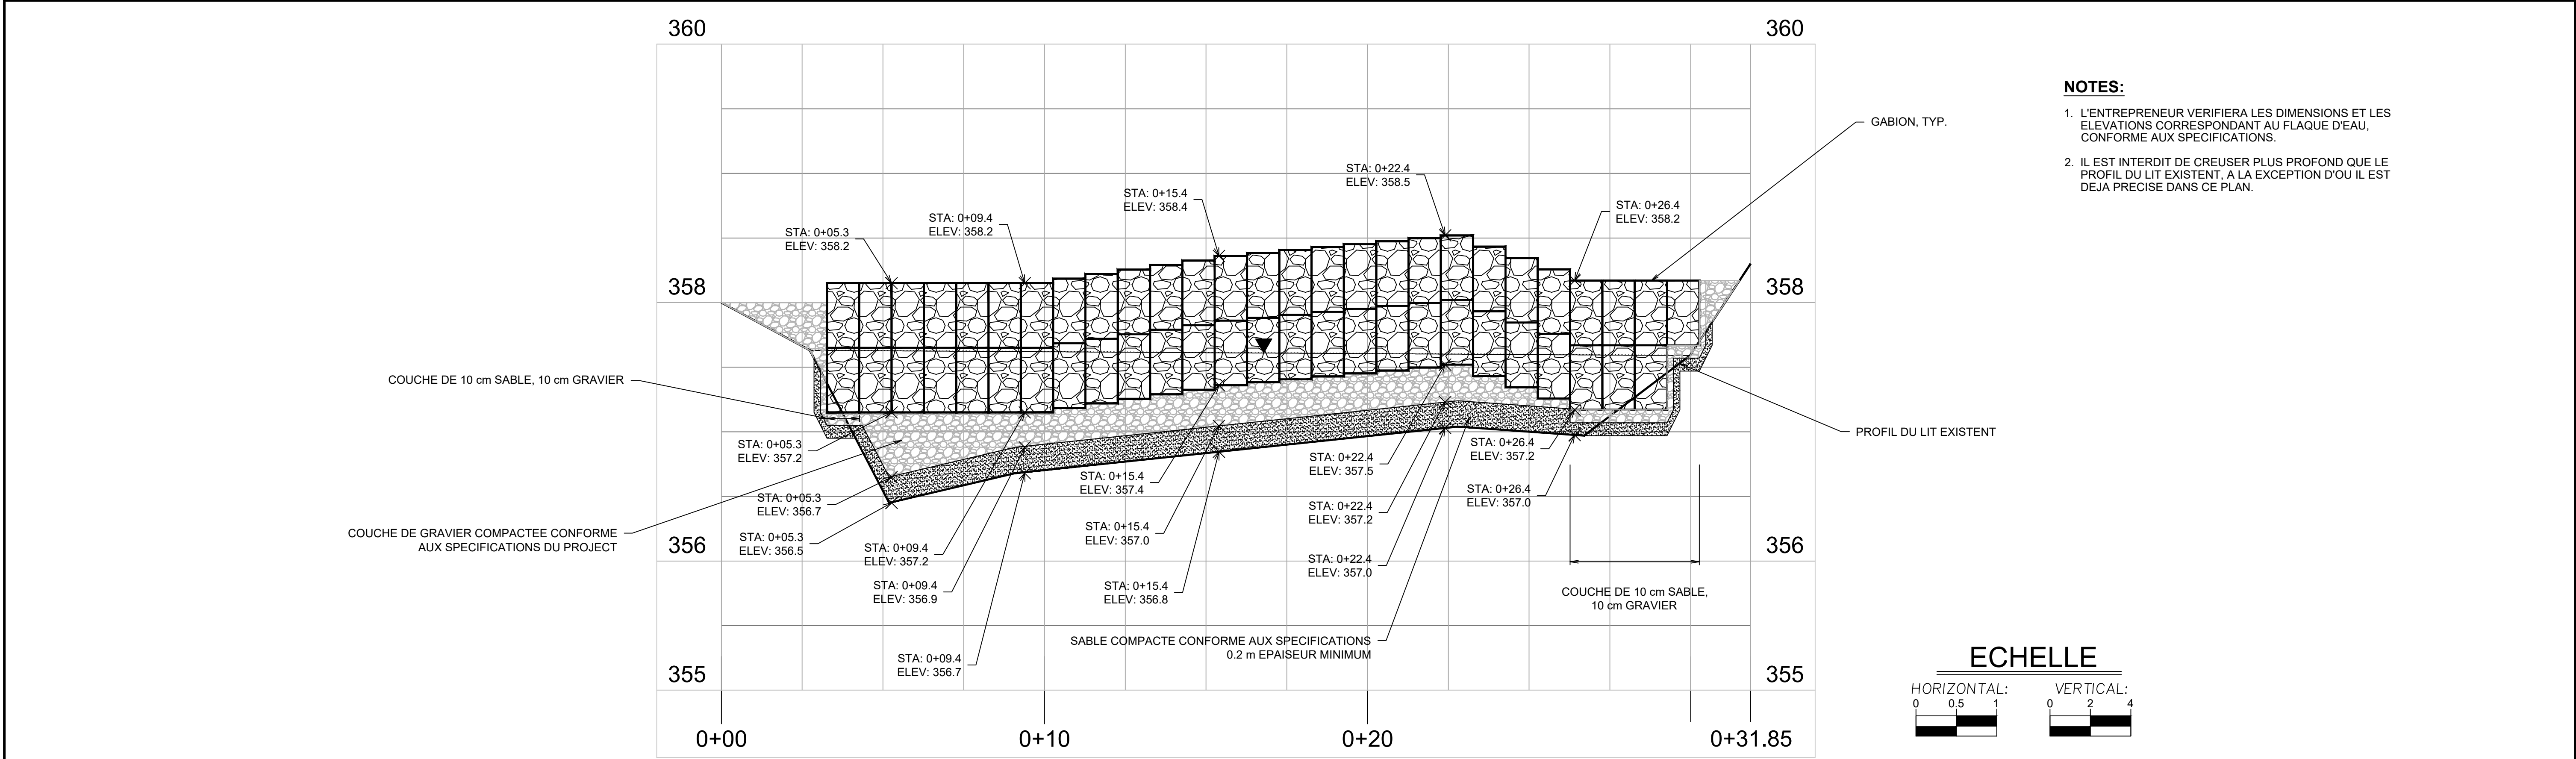 360
360
NOTES:
1. L'ENTREPRENEUR VERIFIERA LES DIMENSIONS ET LES
ELEVATIONS CORRESPONDANT AU FLAQUE D'EAU,
CONFORME AUX SPECIFICATIONS.
2. IL EST INTERDIT DE CREUSER PLUS PROFOND QUE LE
PROFIL DU LIT EXISTENT, A LA EXCEPTION D'OU IL EST
DEJA PRECISE DANS CE PLAN.
GABION, TYP.
STA: 0+22.4
ELEV: 358.5
STA: 0+15.4
ELEV: 358.4
STA: 0+26.4
ELEV: 358.2
STA: 0+09.4
ELEV: 358.2
STA: 0+05.3
ELEV: 358.2
358
358
COUCHE DE 10 cm SABLE, 10 cm GRAVIER
PROFIL DU LIT EXISTENT
STA: 0+05.3
ELEV: 357.2
STA: 0+26.4
ELEV: 357.2
STA: 0+22.4
ELEV: 357.5
STA: 0+15.4
ELEV: 357.4
STA: 0+26.4
ELEV: 357.0
STA: 0+05.3
ELEV: 356.7
STA: 0+22.4
ELEV: 357.2
STA: 0+15.4
ELEV: 357.0
COUCHE DE GRAVIER COMPACTEE CONFORME
AUX SPECIFICATIONS DU PROJECT
STA: 0+05.3
ELEV: 356.5
STA: 0+09.4
ELEV: 357.2
356
356
STA: 0+22.4
ELEV: 357.0
STA: 0+09.4
ELEV: 356.9
STA: 0+15.4
ELEV: 356.8
COUCHE DE 10 cm SABLE,
10 cm GRAVIER
SABLE COMPACTE CONFORME AUX SPECIFICATIONS
0.2 m EPAISEUR MINIMUM
STA: 0+09.4
ELEV: 356.7
355
355
ECHELLE
HORIZONTAL:
0 0.5 1
VERTICAL:
0 2 4
0+00
0+10
0+20
0+31.85